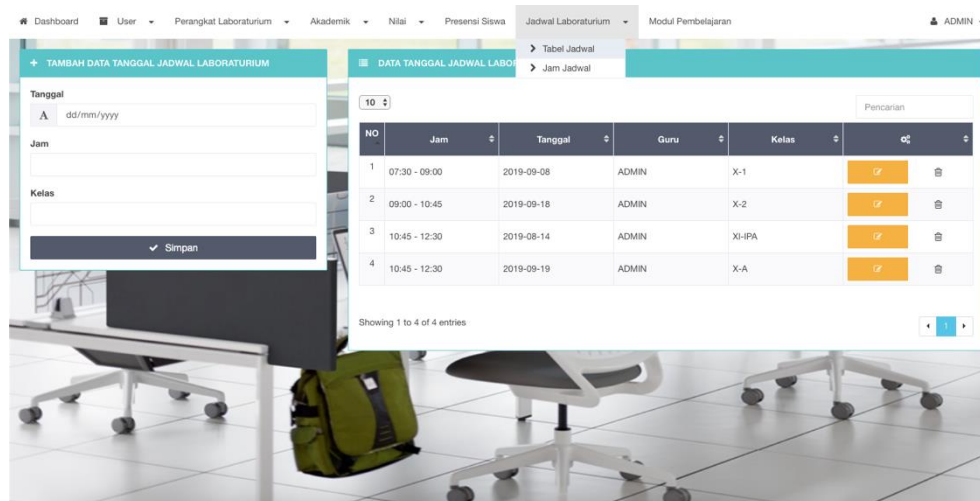 Dashboard User Perangkat Laboraturium Akademik Nilai Presensi Siswa Jadwal Laboraturium Modul Pembelajaran ADMIN
Tabel Jadwal
Jam Jadwal
TAMBAH DATA TANGGAL JADWAL LABORATURIUM
Tanggal
A dd/mm/yyyy
Jam
Kelas
Simpan
DATA TANGGAL JADWAL
10 Pencarian
NO Jam Tanggal Guru Kelas
1 07:30 - 09:00 2019-09-08 ADMIN X-1
2 09:00 - 10:45 2019-09-18 ADMIN X-2
3 10:45 - 12:30 2019-08-14 ADMIN XI-IPA
4 10:45 - 12:30 2019-09-19 ADMIN X-A
Showing 1 to 4 of 4 entries
1